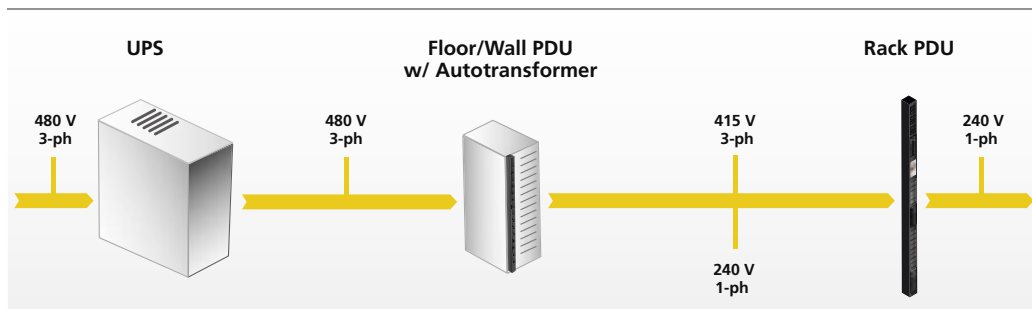 UPS
Floor/Wall PDU
w/ Autotransformer
Rack PDU
480 V
3-ph
480 V
3-ph
415 V
3-ph
240 V
1-ph
240 V
1-ph